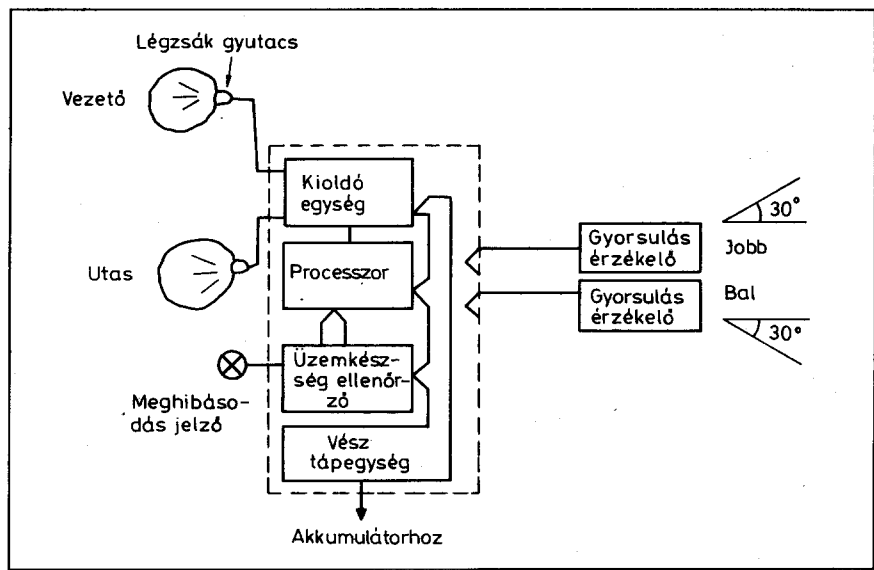 Légzsák gyutacs
Vezető
Kioldó
egység
Utas
Processzor
Üzemkész-
ség ellenőr-
ző
Meghibáso-
dás jelző
Vész
tápegység
Akkumulátorhoz
Gyorsulás
érzékelő
30°
Jobb
Gyorsulás
érzékelő
Bal
30°